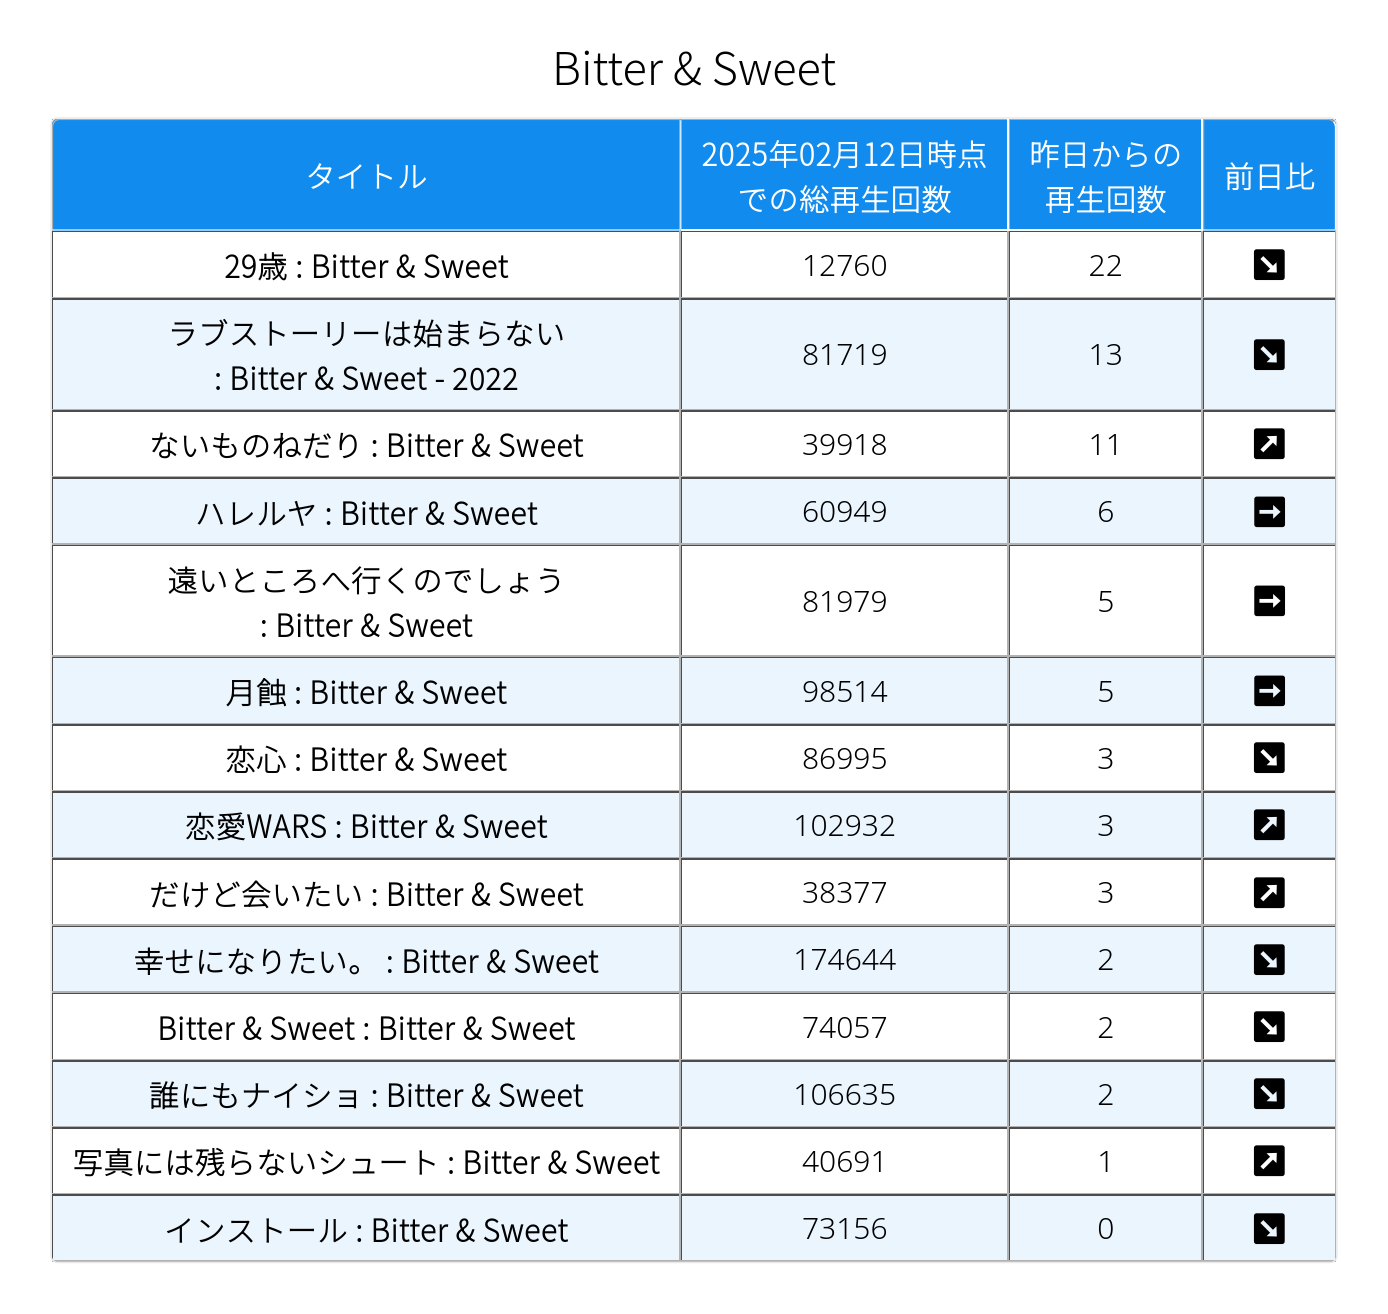 Bitter & Sweet
タイトル
2025年02月12日時点
での総再生回数
昨日からの
再生回数
前日比
29歳 : Bitter & Sweet 12760 22 ↘
ラブストーリーは始まらない
: Bitter & Sweet - 2022 81719 13 ↘
ないものねだり : Bitter & Sweet 39918 11 ↗
ハレルヤ : Bitter & Sweet 60949 6 →
遠いところへ行くのでしょう
: Bitter & Sweet 81979 5 →
月蝕 : Bitter & Sweet 98514 5 →
恋心 : Bitter & Sweet 86995 3 ↘
恋愛WARS : Bitter & Sweet 102932 3 ↗
だけど会いたい : Bitter & Sweet 38377 3 ↗
幸せになりたい。 : Bitter & Sweet 174644 2 ↘
Bitter & Sweet : Bitter & Sweet 74057 2 ↘
誰にもナイショ : Bitter & Sweet 106635 2 ↘
写真には残らないシュート : Bitter & Sweet 40691 1 ↗
インストール : Bitter & Sweet 73156 0 ↘